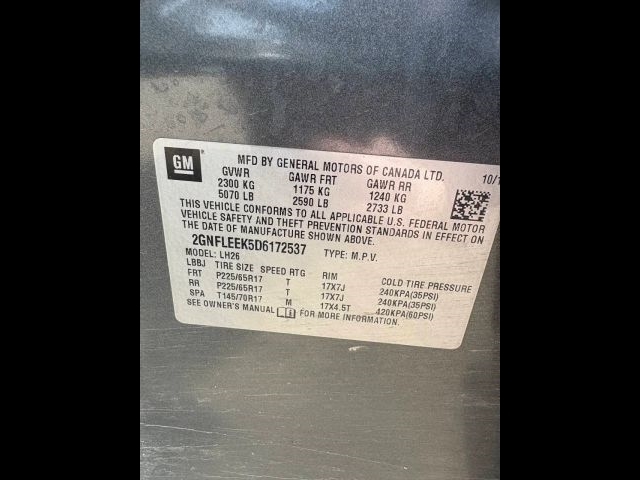 GM
MFD BY GENERAL MOTORS OF CANADA LTD. 10/1
GVWR GAWR FRT GAWR RR
2300 KG 1175 KG 1240 KG
5070 LB 2590 LB 2733 LB
THIS VEHICLE CONFORMS TO ALL APPLICABLE U.S. FEDERAL MOTOR
VEHICLE SAFETY AND THEFT PREVENTION STANDARDS IN EFFECT ON
THE DATE OF MANUFACTURE SHOWN ABOVE.
2GNFLEEK5D6172537 TYPE: M.P.V.
MODEL: LH26
LBBJ TIRE SIZE SPEED RTG RIM COLD TIRE PRESSURE
FRT P225/65R17 T 17X7J 240KPA(35PSI)
RR P225/65R17 T 17X7J 240KPA(35PSI)
SPA T145/70R17 M 17X4.5T 420KPA(60PSI)
SEE OWNER'S MANUAL FOR MORE INFORMATION.